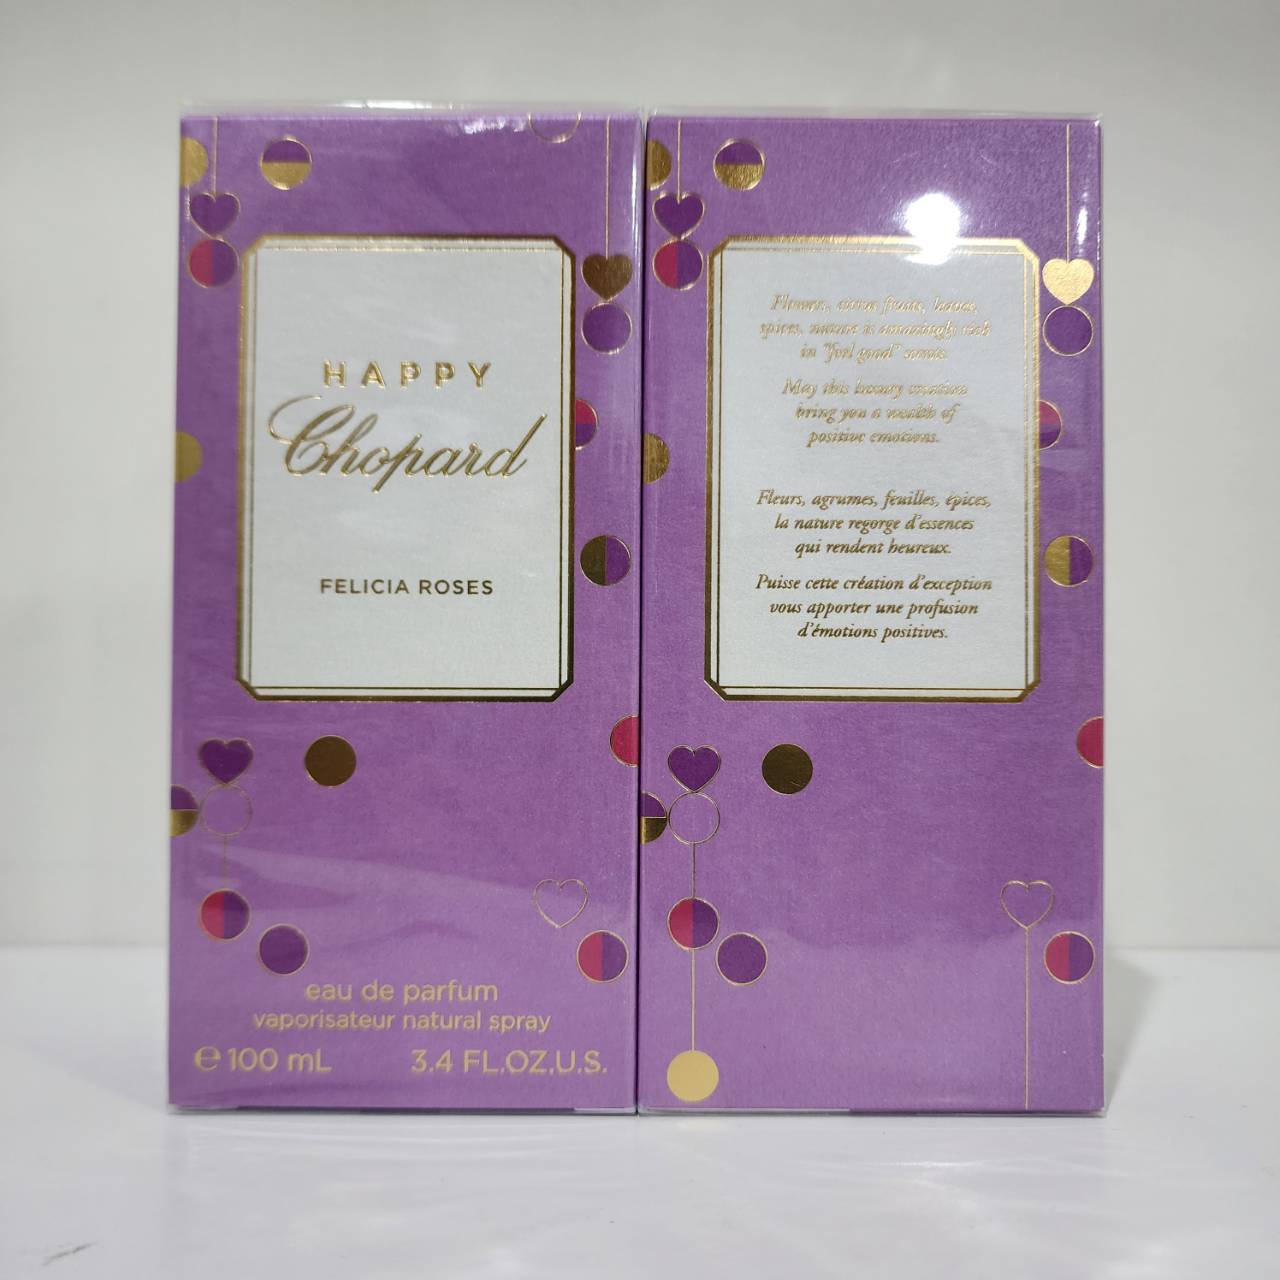 HAPPY
Chopard
FELICIA ROSES
eau de parfum
vaporisateur natural spray
e 100 mL 3.4 FL.OZ.U.S.
Flowers, citrus fruits, leaves,
spices, nature is amazingly rich
in "feel good" scents.
May this luxury creation
bring you a wealth of
positive emotions.
Fleurs, agrumes, feuilles, épices,
la nature regorge d'essences
qui rendent heureux.
Puisse cette création d'exception
vous apporter une profusion
d'émotions positives.